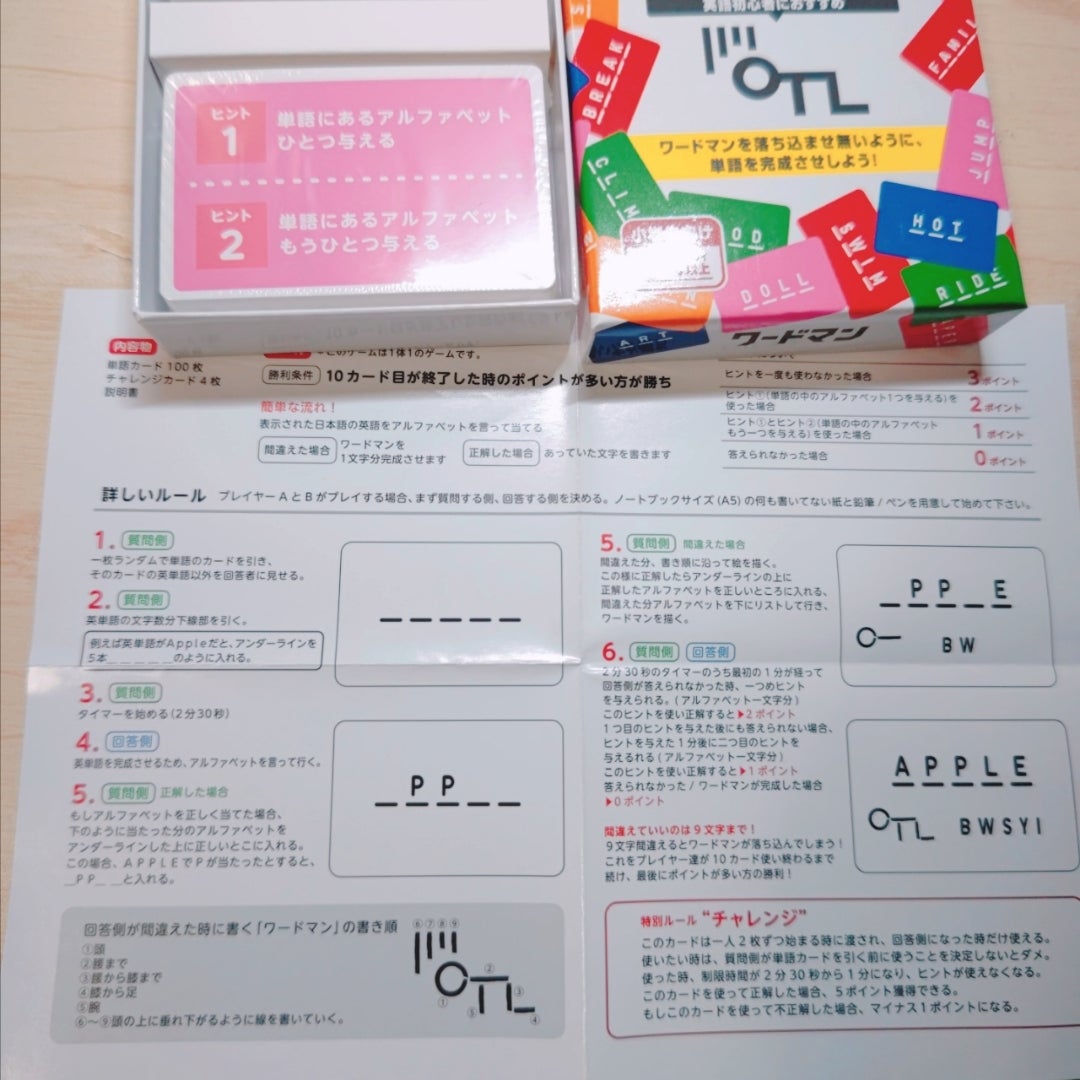 ヒント
1
単語にあるアルファベット
ひとつ与える
ヒント
2
単語にあるアルファベット
もうひとつ与える
英語初心者におすすめ
ワードマンを落ち込ませ無いように、
単語を完成させしよう!
BREAK
FAMIL
JUMP
CLIM
OD
SWIM
HOT
DOLL
RIDE
ART
ワードマン
内容物
単語カード 100 枚
チャレンジカード 4 枚
説明書
*このゲームは1体1のゲームです。
勝利条件 10 カード目が終了した時のポイントが多い方が勝ち
簡単な流れ!
表示された日本語の英語をアルファベットを言って当てる
間違えた場合 ワードマンを
1文字分完成させます
正解した場合 あっていた文字を書きます
ヒントを一度も使わなかった場合 3ポイント
ヒント①(単語の中のアルファベット1つを与える)を
使った場合 2ポイント
ヒント①とヒント②(単語の中のアルファベット
もう一つを与える)を使った場合 1ポイント
答えられなかった場合 0ポイント
詳しいルール プレイヤー A と B がプレイする場合、まず質問する側、回答する側を決める。ノートブックサイズ (A5) の何も書いてない紙と鉛筆 / ペンを用意して始めて下さい。
1. 質問側
一枚ランダムで単語のカードを引き、
そのカードの英単語以外を回答者に見せる。
2. 質問側
英単語の文字数分下線部を引く。
例えば英単語がAppleだと、アンダーラインを
5本_ _ _ _ _のように入れる。
_ _ _ _ _
3. 質問側
タイマーを始める(2分30秒)
4. 回答側
英単語を完成させるため、アルファベットを言って行く。
5. 質問側 正解した場合
もしアルファベットを正しく当てた場合、
下のように当たった分のアルファベットを
アンダーラインした上に正しいとこに入れる。
この場合、A P P L E で P が当たったとすると、
_P P_ _と入れる。
_ P P _ _
5. 質問側 間違えた場合
間違えた分、書き順に沿って絵を描く。
この様に正解したらアンダーラインの上に
正解したアルファベットを正しいところに入れる、
間違えた分アルファベットを下にリストして行き、
ワードマンを描く。
_ P P _ E
B W
6. 質問側 回答側
2分30秒のタイマーのうち最初の1分が経って
回答側が答えられなかった時、一つめヒント
を与えられる。(アルファベット一文字分)
このヒントを使い正解すると▶2ポイント
1つ目のヒントを与えた後にも答えられない場合、
ヒントを与えた1分後に二つ目のヒントを
与えるれる(アルファベット一文字分)
このヒントを使い正解すると▶1ポイント
答えられなかった / ワードマンが完成した場合
▶0ポイント
A P P L E
B W S Y I
間違えていいのは9文字まで!
9文字間違えるとワードマンが落ち込んでしまう!
これをプレイヤー達が10カード使い終わるまで
続け、最後にポイントが多い方の勝利!
回答側が間違えた時に書く「ワードマン」の書き順
①頭
②腰まで
③腰から膝まで
④膝から足
⑤腕
⑥〜⑨頭の上に垂れ下がるように線を書いていく。
⑥⑦⑧⑨
②
①
③
⑤
④
特別ルール “チャレンジ”
このカードは一人2枚ずつ始まる時に渡され、回答側になった時だけ使える。
使いたい時は、質問側が単語カードを引く前に使うことを決定しないとダメ。
使った時、制限時間が2分30秒から1分になり、ヒントが使えなくなる。
このカードを使って正解した場合、5ポイント獲得できる。
もしこのカードを使って不正解した場合、マイナス1ポイントになる。